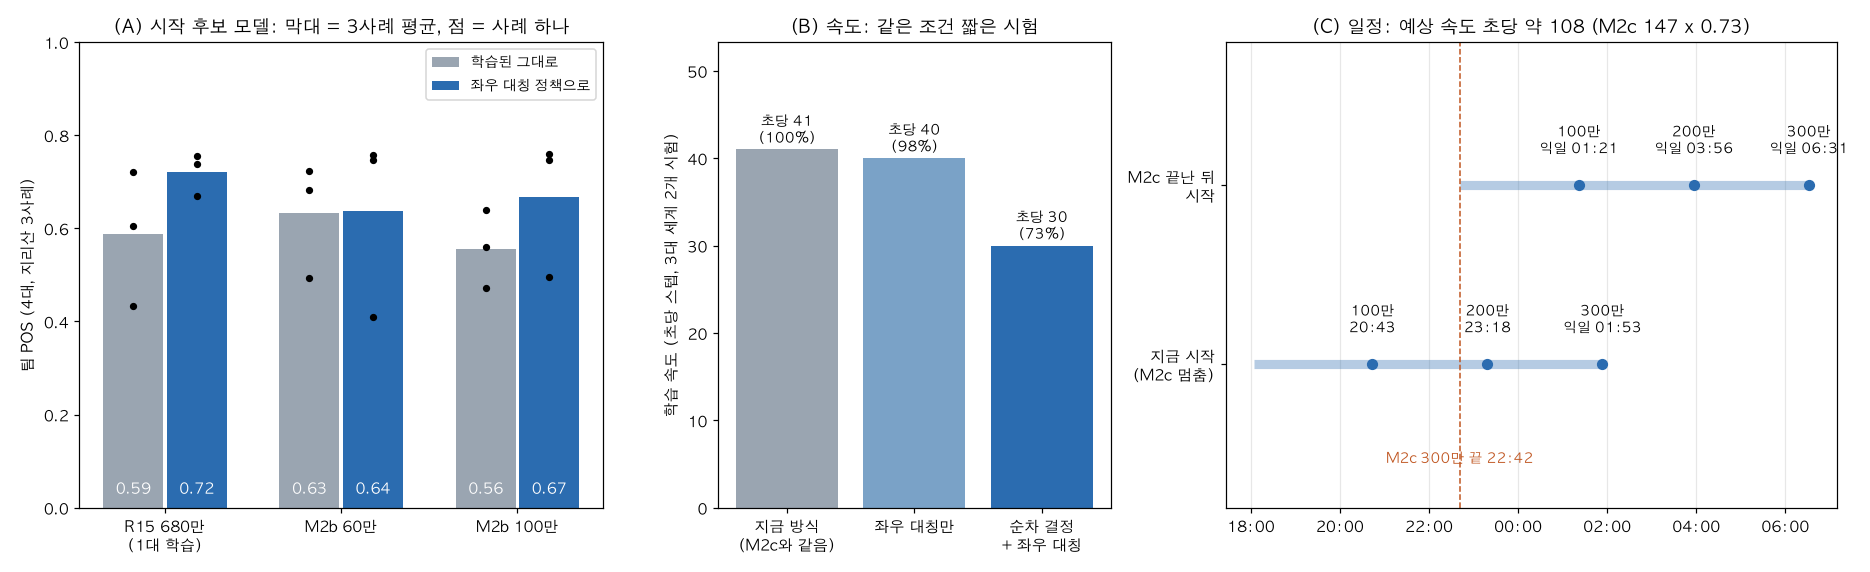 (A) 시작 후보 모델: 막대 = 3사례 평균, 점 = 사례 하나
팀 POS (4대, 지리산 3사례)
1.0
0.8
0.6
0.4
0.2
0.0
학습된 그대로
좌우 대칭 정책으로
0.59
0.72
0.63
0.64
0.56
0.67
R15 680만
(1대 학습)
M2b 60만
M2b 100만
(B) 속도: 같은 조건 짧은 시험
학습 속도 (초당 스텝, 3대 세계 2개 시험)
50
40
30
20
10
0
초당 41
(100%)
초당 40
(98%)
초당 30
(73%)
지금 방식
(M2c와 같음)
좌우 대칭만
순차 결정
+ 좌우 대칭
(C) 일정: 예상 속도 초당 약 108 (M2c 147 x 0.73)
M2c 끝난 뒤
시작
100만
익일 01:21
200만
익일 03:56
300만
익일 06:31
지금 시작
(M2c 멈춤)
100만
20:43
200만
23:18
300만
익일 01:53
M2c 300만 끝 22:42
18:00
20:00
22:00
00:00
02:00
04:00
06:00